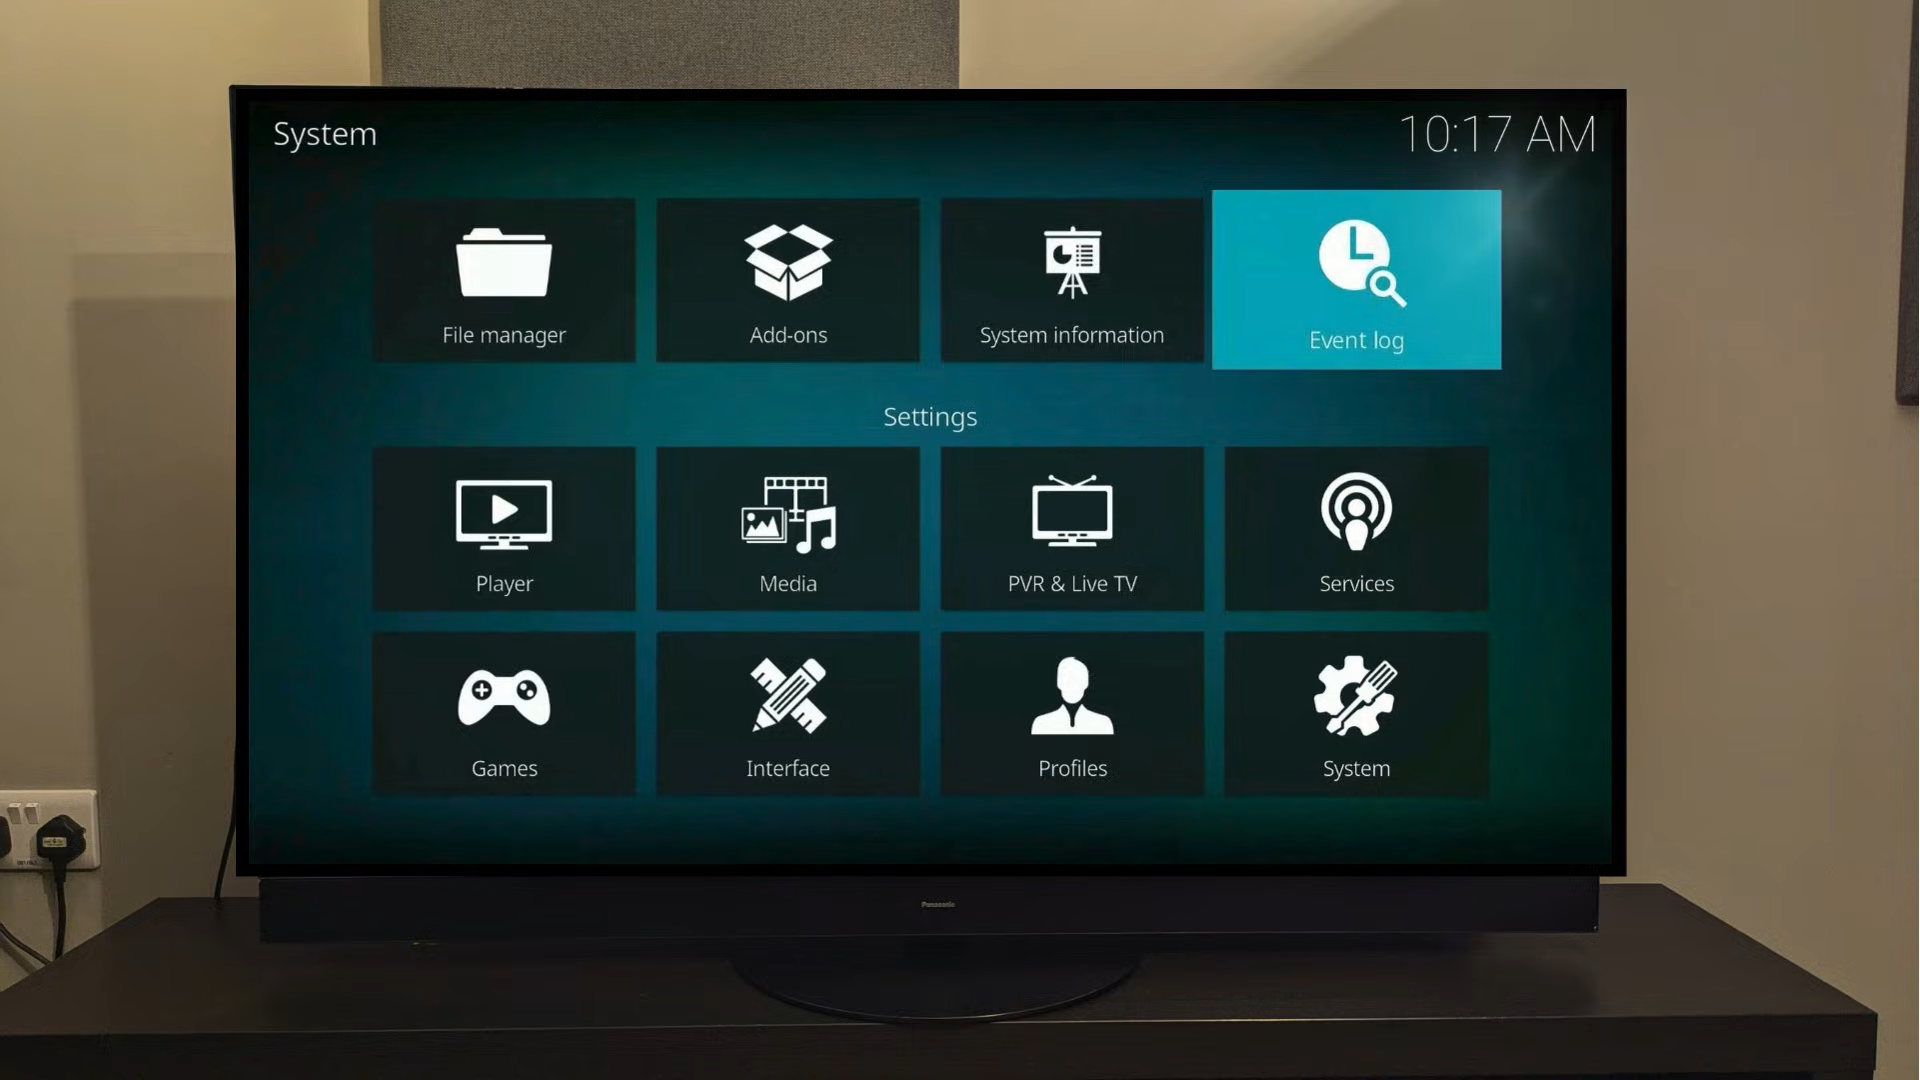 System
10:17 AM
File manager
Add-ons
System information
Event log
Settings
Player
Media
PVR & Live TV
Services
Games
Interface
Profiles
System
Panasonic